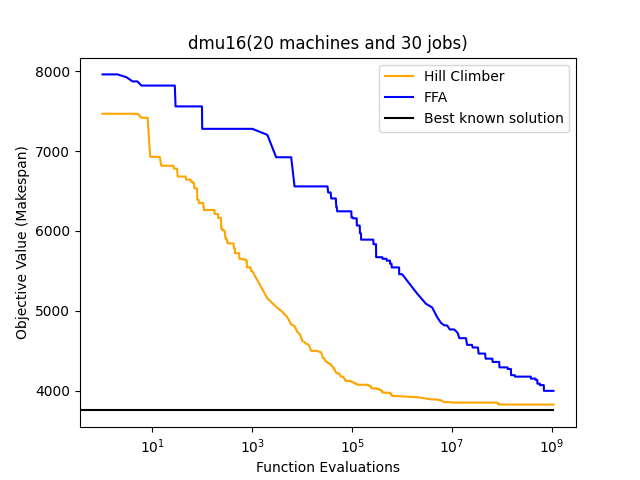 dmu16(20 machines and 30 jobs)
Hill Climber
FFA
Best known solution
Objective Value (Makespan)
8000
7000
6000
5000
4000
10^1
10^3
10^5
10^7
10^9
Function Evaluations